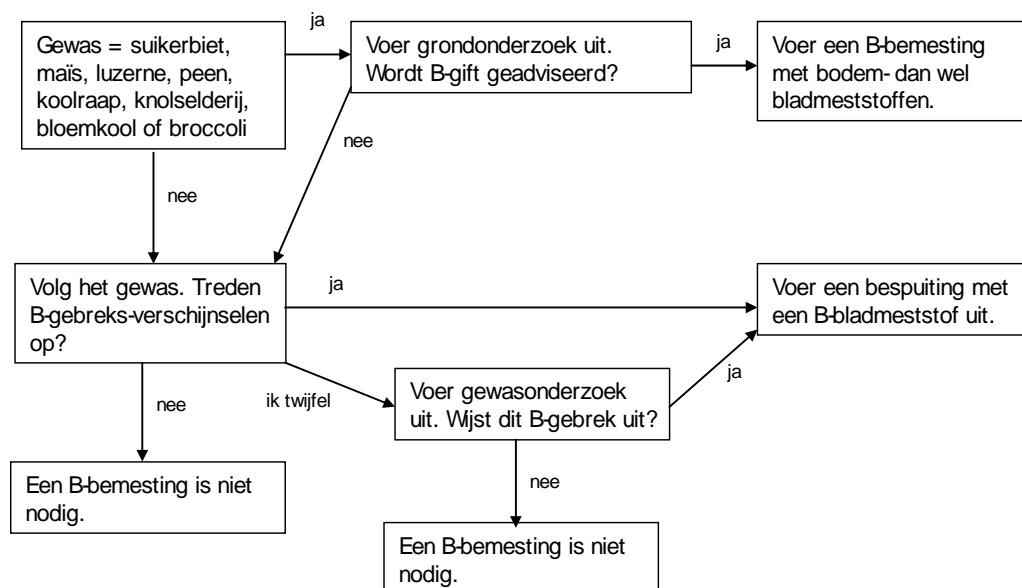 Gewas = suikerbiet,
maïs, luzerne, peen,
koolraap, knolselderij,
bloemkool of broccoli
ja
Voer grondonderzoek uit.
Wordt B-gift geadviseerd?
ja
Voer een B-bemesting
met bodem- dan wel
bladmeststoffen.
nee
nee
Volg het gewas. Treden
B-gebreks-verschijnselen
op?
ja
Voer een bespuiting met
een B-bladmeststof uit.
nee
ik twijfel
Voer gewasonderzoek
uit. Wijst dit B-gebrek uit?
ja
Een B-bemesting is niet
nodig.
nee
Een B-bemesting is niet
nodig.